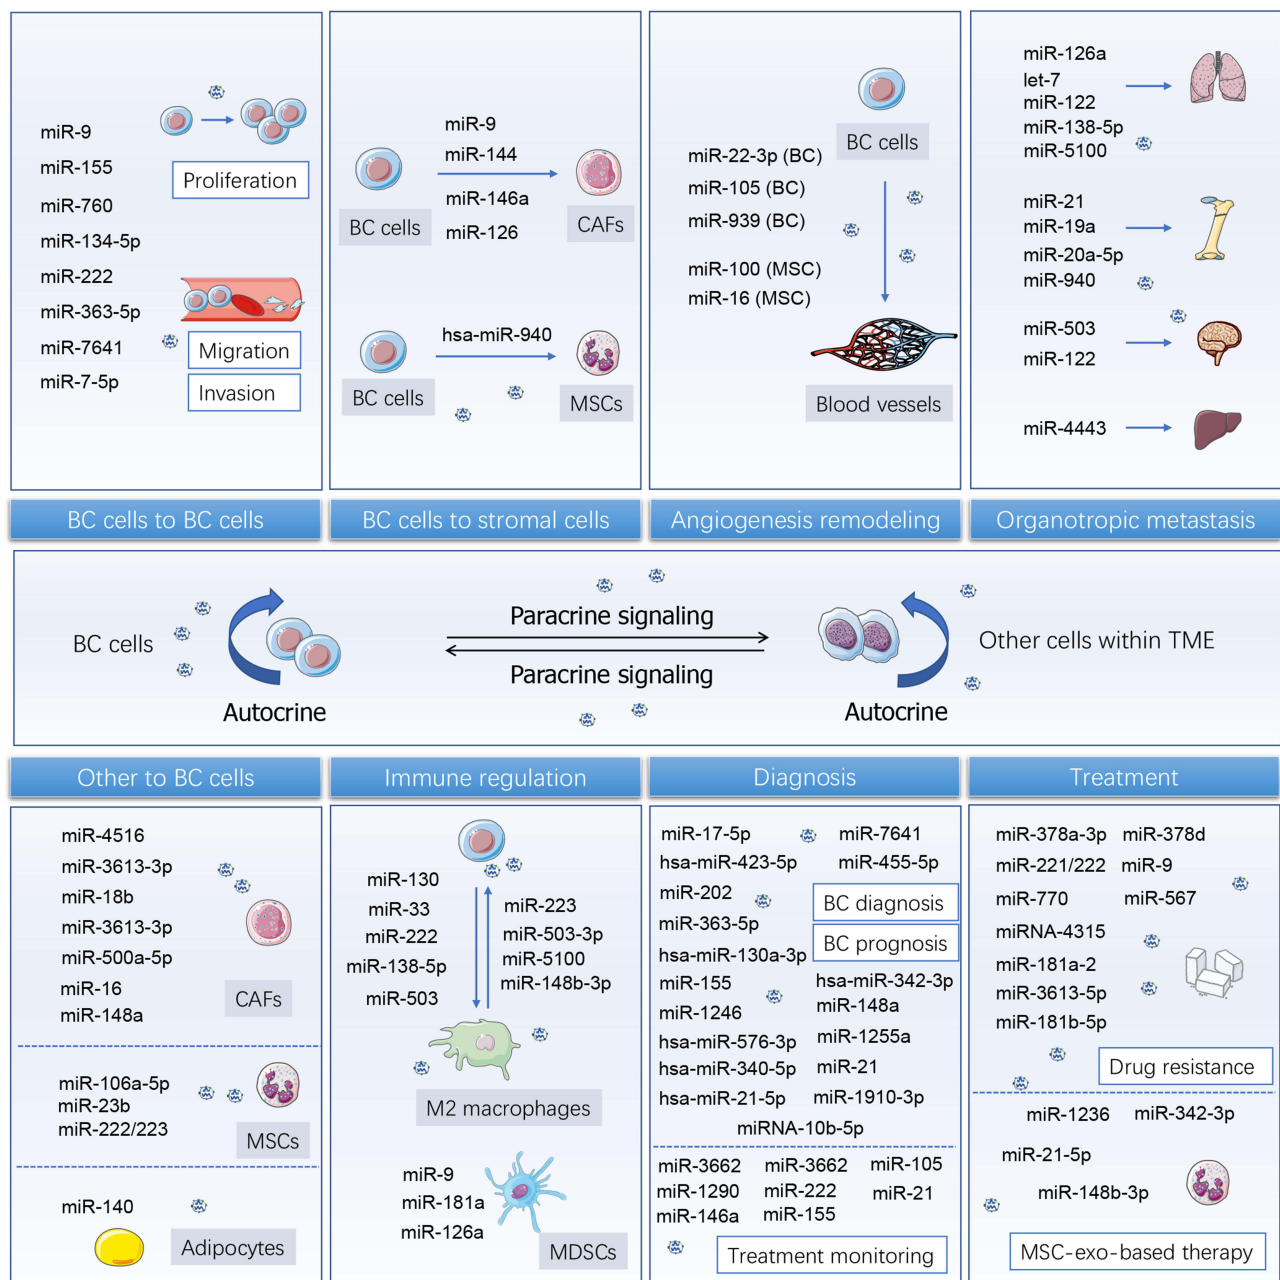 miR-9
miR-155
miR-760
miR-134-5p
miR-222
miR-363-5p
miR-7641
miR-7-5p
Proliferation
Migration
Invasion
miR-9
miR-144
miR-146a
miR-126
BC cells
CAFs
hsa-miR-940
BC cells
MSCs
BC cells
miR-22-3p (BC)
miR-105 (BC)
miR-939 (BC)
miR-100 (MSC)
miR-16 (MSC)
Blood vessels
miR-126a
let-7
miR-122
miR-138-5p
miR-5100
miR-21
miR-19a
miR-20a-5p
miR-940
miR-503
miR-122
miR-4443
BC cells to BC cells
BC cells to stromal cells
Angiogenesis remodeling
Organotropic metastasis
BC cells
Autocrine
Paracrine signaling
Paracrine signaling
Autocrine
Other cells within TME
Other to BC cells
Immune regulation
Diagnosis
Treatment
miR-4516
miR-3613-3p
miR-18b
miR-3613-3p
miR-500a-5p
miR-16
miR-148a
CAFs
miR-106a-5p
miR-23b
miR-222/223
MSCs
miR-140
Adipocytes
miR-130
miR-33
miR-222
miR-138-5p
miR-503
miR-223
miR-503-3p
miR-5100
miR-148b-3p
M2 macrophages
miR-9
miR-181a
miR-126a
MDSCs
miR-17-5p
hsa-miR-423-5p
miR-202
miR-363-5p
hsa-miR-130a-3p
miR-155
miR-1246
hsa-miR-576-3p
hsa-miR-340-5p
hsa-miR-21-5p
miR-7641
miR-455-5p
BC diagnosis
BC prognosis
hsa-miR-342-3p
miR-148a
miR-1255a
miR-21
miR-1910-3p
miRNA-10b-5p
miR-3662 miR-3662 miR-105
miR-1290 miR-222 miR-21
miR-146a miR-155
Treatment monitoring
miR-378a-3p miR-378d
miR-221/222 miR-9
miR-770 miR-567
miRNA-4315
miR-181a-2
miR-3613-5p
miR-181b-5p
Drug resistance
miR-1236 miR-342-3p
miR-21-5p
miR-148b-3p
MSC-exo-based therapy